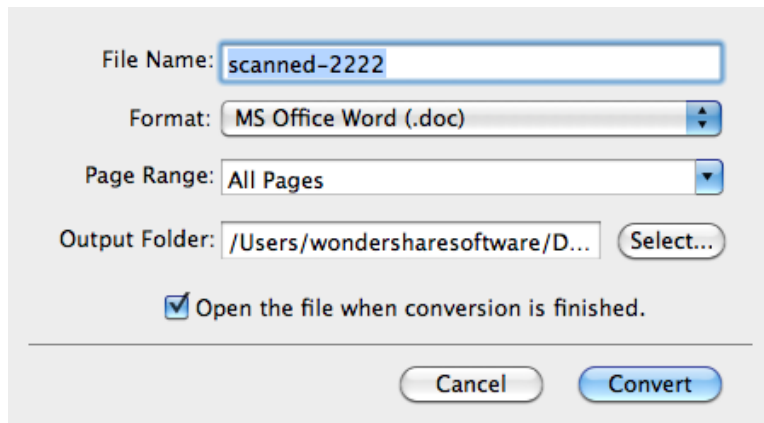 File Name: scanned-2222
Format: MS Office Word (.doc)
Page Range: All Pages
Output Folder: /Users/wondersharesoftware/D... Select...
Open the file when conversion is finished.
Cancel Convert